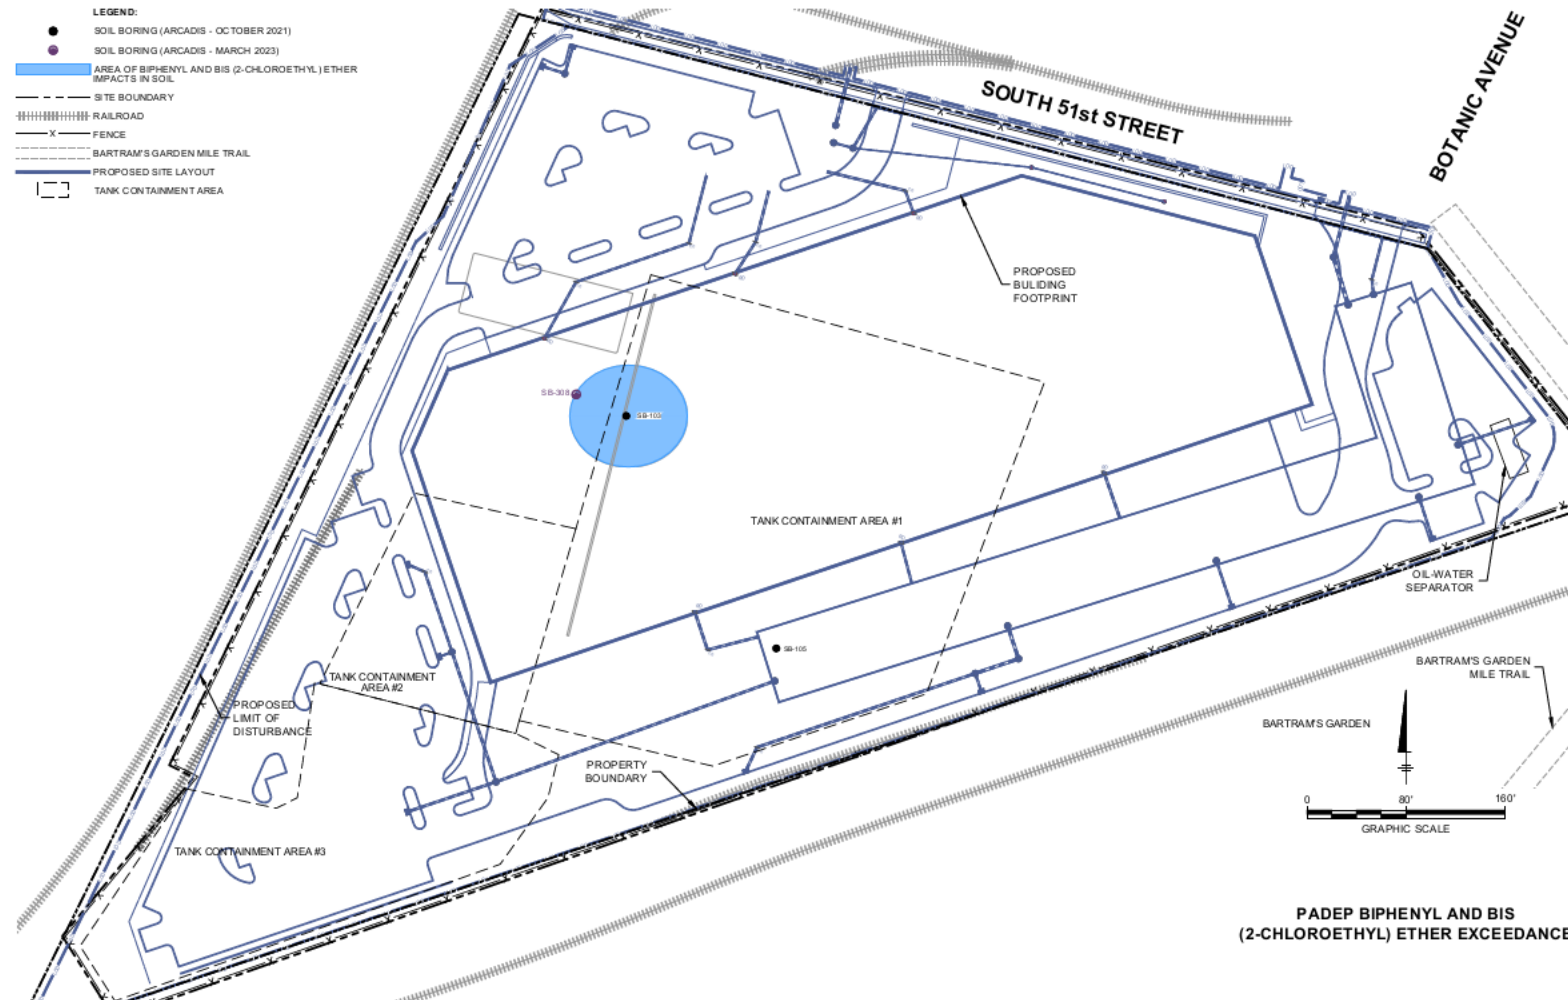 LEGEND:
SOIL BORING (ARCADIS - OCTOBER 2021)
SOIL BORING (ARCADIS - MARCH 2023)
AREA OF BIPHENYL AND BIS (2-CHLOROETHYL) ETHER
IMPACTS IN SOIL
SITE BOUNDARY
RAILROAD
X
FENCE
BARTRAM'S GARDEN MILE TRAIL
PROPOSED SITE LAYOUT
TANK CONTAINMENT AREA
SOUTH 51st STREET
BOTANIC AVENUE
PROPOSED
BULIDING
FOOTPRINT
SB-308
SB-103
TANK CONTAINMENT AREA #1
OIL-WATER
SEPARATOR
SB-105
BARTRAM'S GARDEN
MILE TRAIL
TANK CONTAINMENT
AREA #2
PROPOSED
LIMIT OF
DISTURBANCE
BARTRAM'S GARDEN
PROPERTY
BOUNDARY
0 80' 160'
GRAPHIC SCALE
TANK CONTAINMENT AREA #3
PADEP BIPHENYL AND BIS
(2-CHLOROETHYL) ETHER EXCEEDANCE